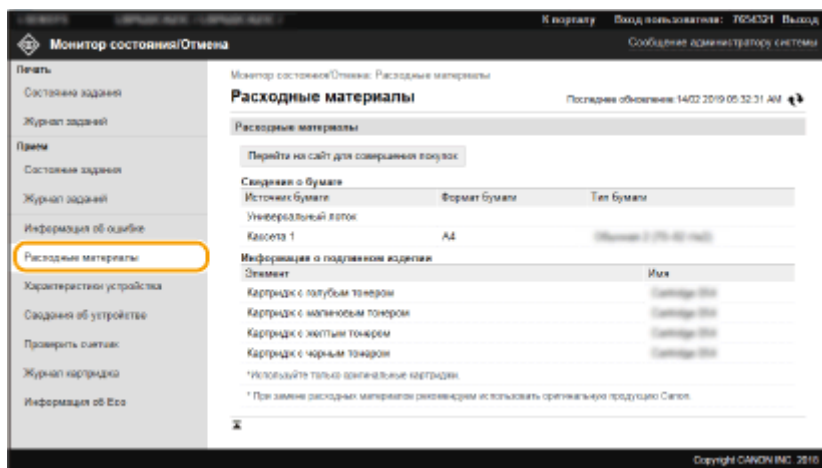 К порталу Вход пользователя: 7654321 Выход
Монитор состояния/Отмена
Сообщение администратору системы
Печать
Состояние задания
Журнал заданий
Прием
Состояние задания
Журнал заданий
Информация об ошибке
Расходные материалы
Характеристики устройства
Сведения об устройстве
Проверить счетчик
Журнал картриджа
Информация об Eco
Монитор состояния/Отмена: Расходные материалы
Расходные материалы
Последнее обновление: 14/02 2019 05:32:31 AM
Расходные материалы
Перейти на сайт для совершения покупок
Сведения о бумаге
Источник бумаги Формат бумаги Тип бумаги
Универсальный лоток
Кассета 1 A4
Информация о подлинном изделии
Элемент Имя
Картридж с голубым тонером
Картридж с малиновым тонером
Картридж с желтым тонером
Картридж с черным тонером
*Используйте только оригинальные картриджи.
* При замене расходных материалов рекомендуем использовать оригинальную продукцию Canon.
Copyright CANON INC. 2018